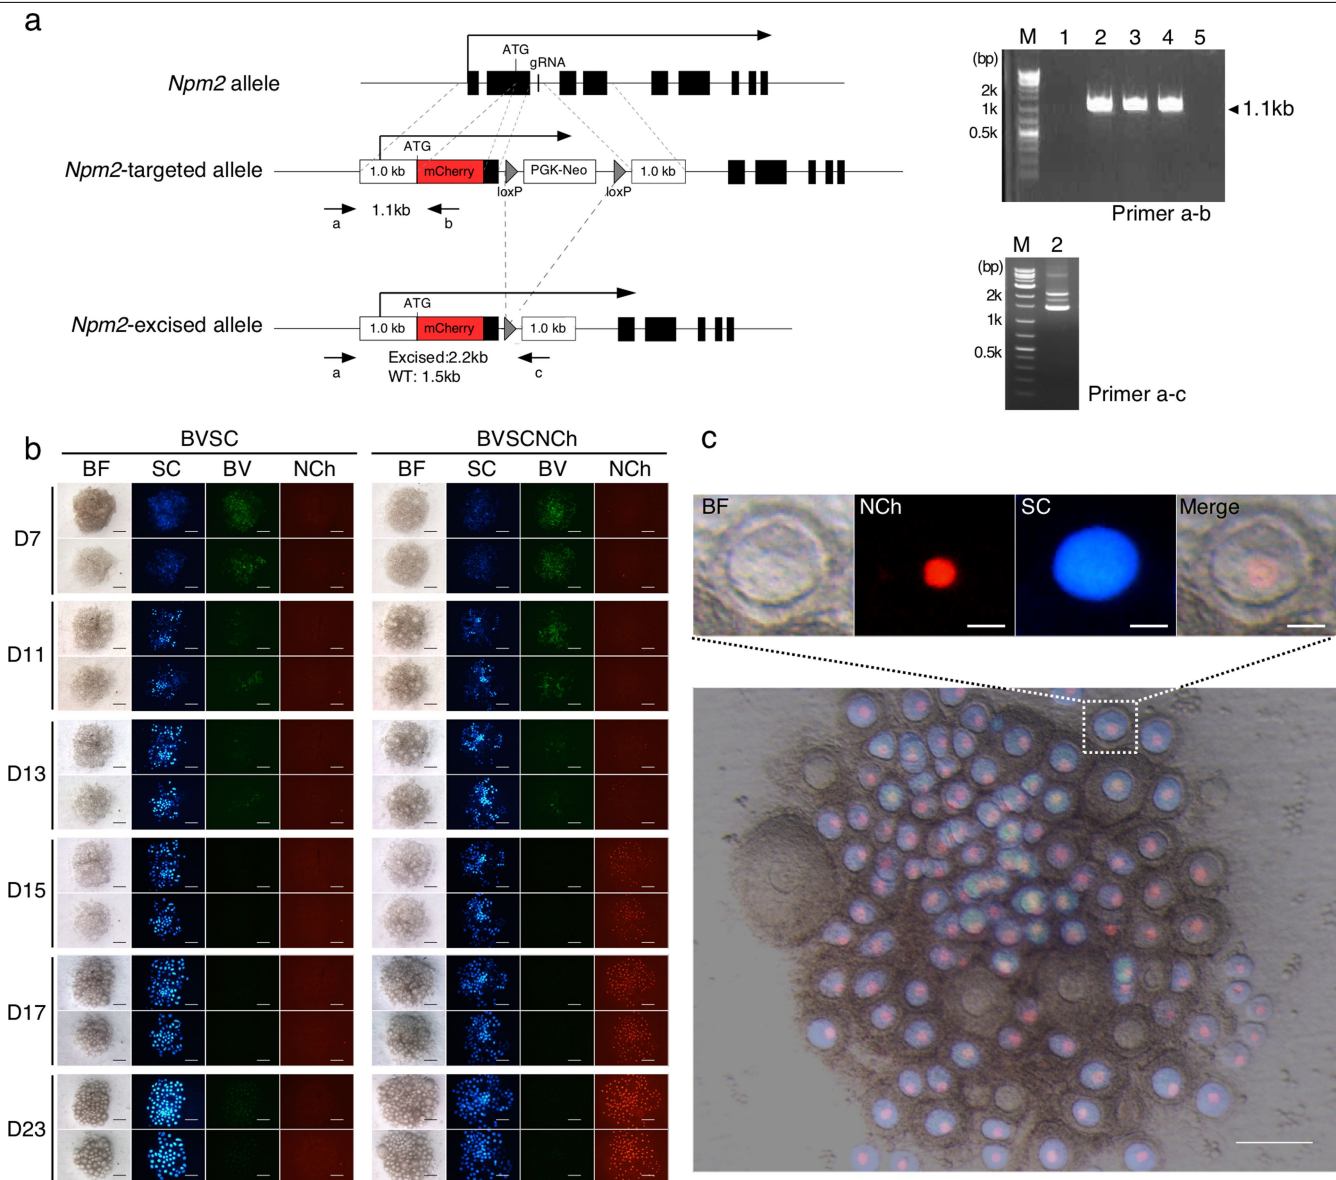 a
ATG
gRNA
Npm2 allele
ATG
Npm2-targeted allele
1.0 kb
mCherry
PGK-Neo
1.0 kb
loxP
loxP
1.1kb
a
b
ATG
Npm2-excised allele
1.0 kb
mCherry
1.0 kb
Excised:2.2kb
WT: 1.5kb
a
c
M 1 2 3 4 5
(bp)
2k
1k
0.5k
1.1kb
Primer a-b
M 2
(bp)
2k
1k
0.5k
Primer a-c
b
BVSC
BVSCNCh
BF SC BV NCh
BF SC BV NCh
D7
D11
D13
D15
D17
D23
c
BF
NCh
SC
Merge